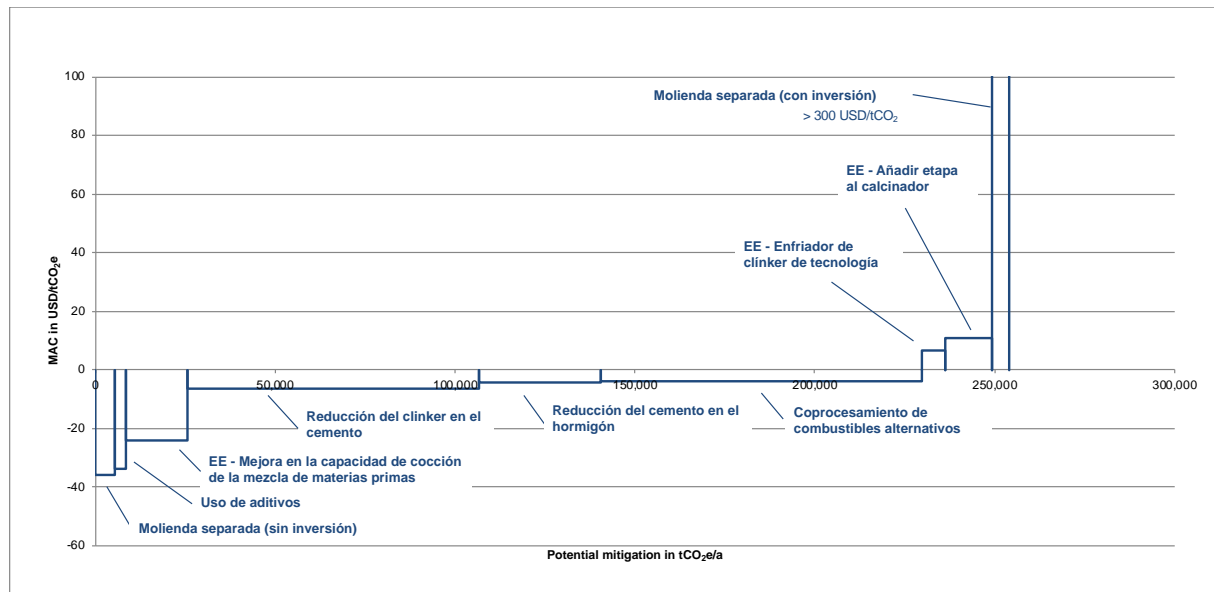 100
80
60
40
20
0
-20
-40
-60
MAC in USD/tCO₂e
0
50,000
100,000
150,000
200,000
250,000
300,000
Potential mitigation in tCO₂e/a
Molienda separada (con inversión)
> 300 USD/tCO₂
EE - Añadir etapa
al calcinador
EE - Enfriador de
clínker de tecnología
Reducción del clinker en el
cemento
Reducción del cemento en el
hormigón
Coprocesamiento de
combustibles alternativos
EE - Mejora en la capacidad de cocción
de la mezcla de materias primas
Uso de aditivos
Molienda separada (sin inversión)